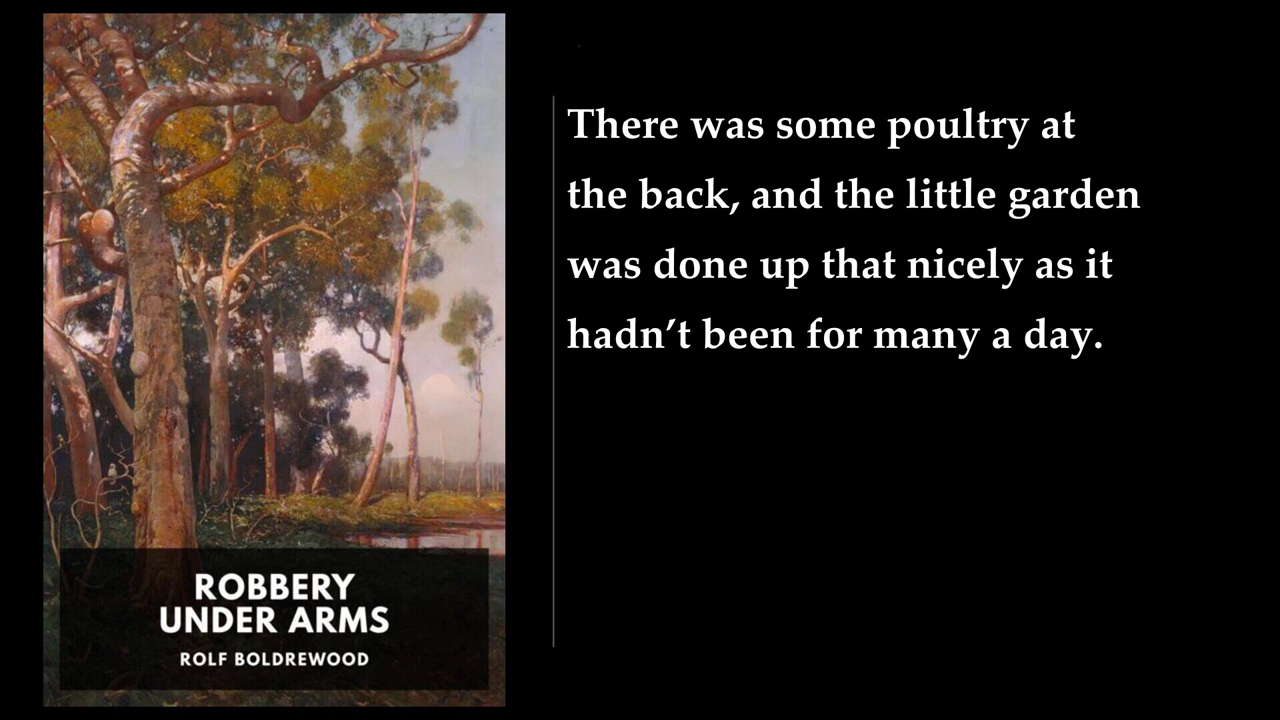 There was some poultry at
the back, and the little garden
was done up that nicely as it
hadn’t been for many a day.
ROBBERY
UNDER ARMS
ROLF BOLDREWOOD